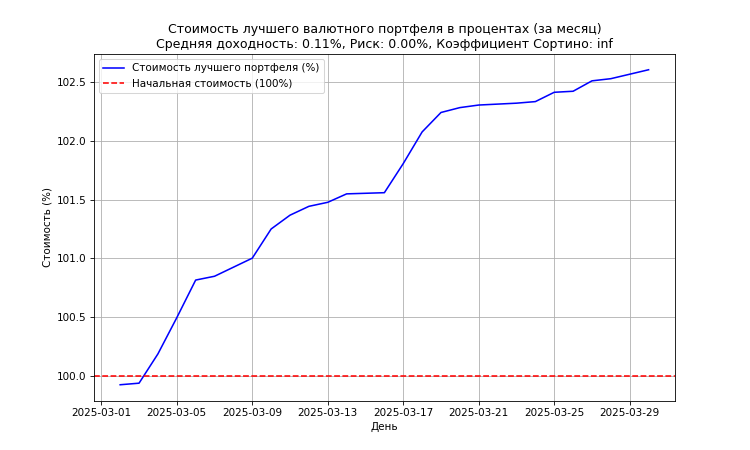 Стоимость лучшего валютного портфеля в процентах (за месяц)
Средняя доходность: 0.11%, Риск: 0.00%, Коэффициент Сортино: inf
Стоимость лучшего портфеля (%)
Начальная стоимость (100%)
Стоимость (%)
102.5
102.0
101.5
101.0
100.5
100.0
2025-03-01 2025-03-05 2025-03-09 2025-03-13 2025-03-17 2025-03-21 2025-03-25 2025-03-29
День